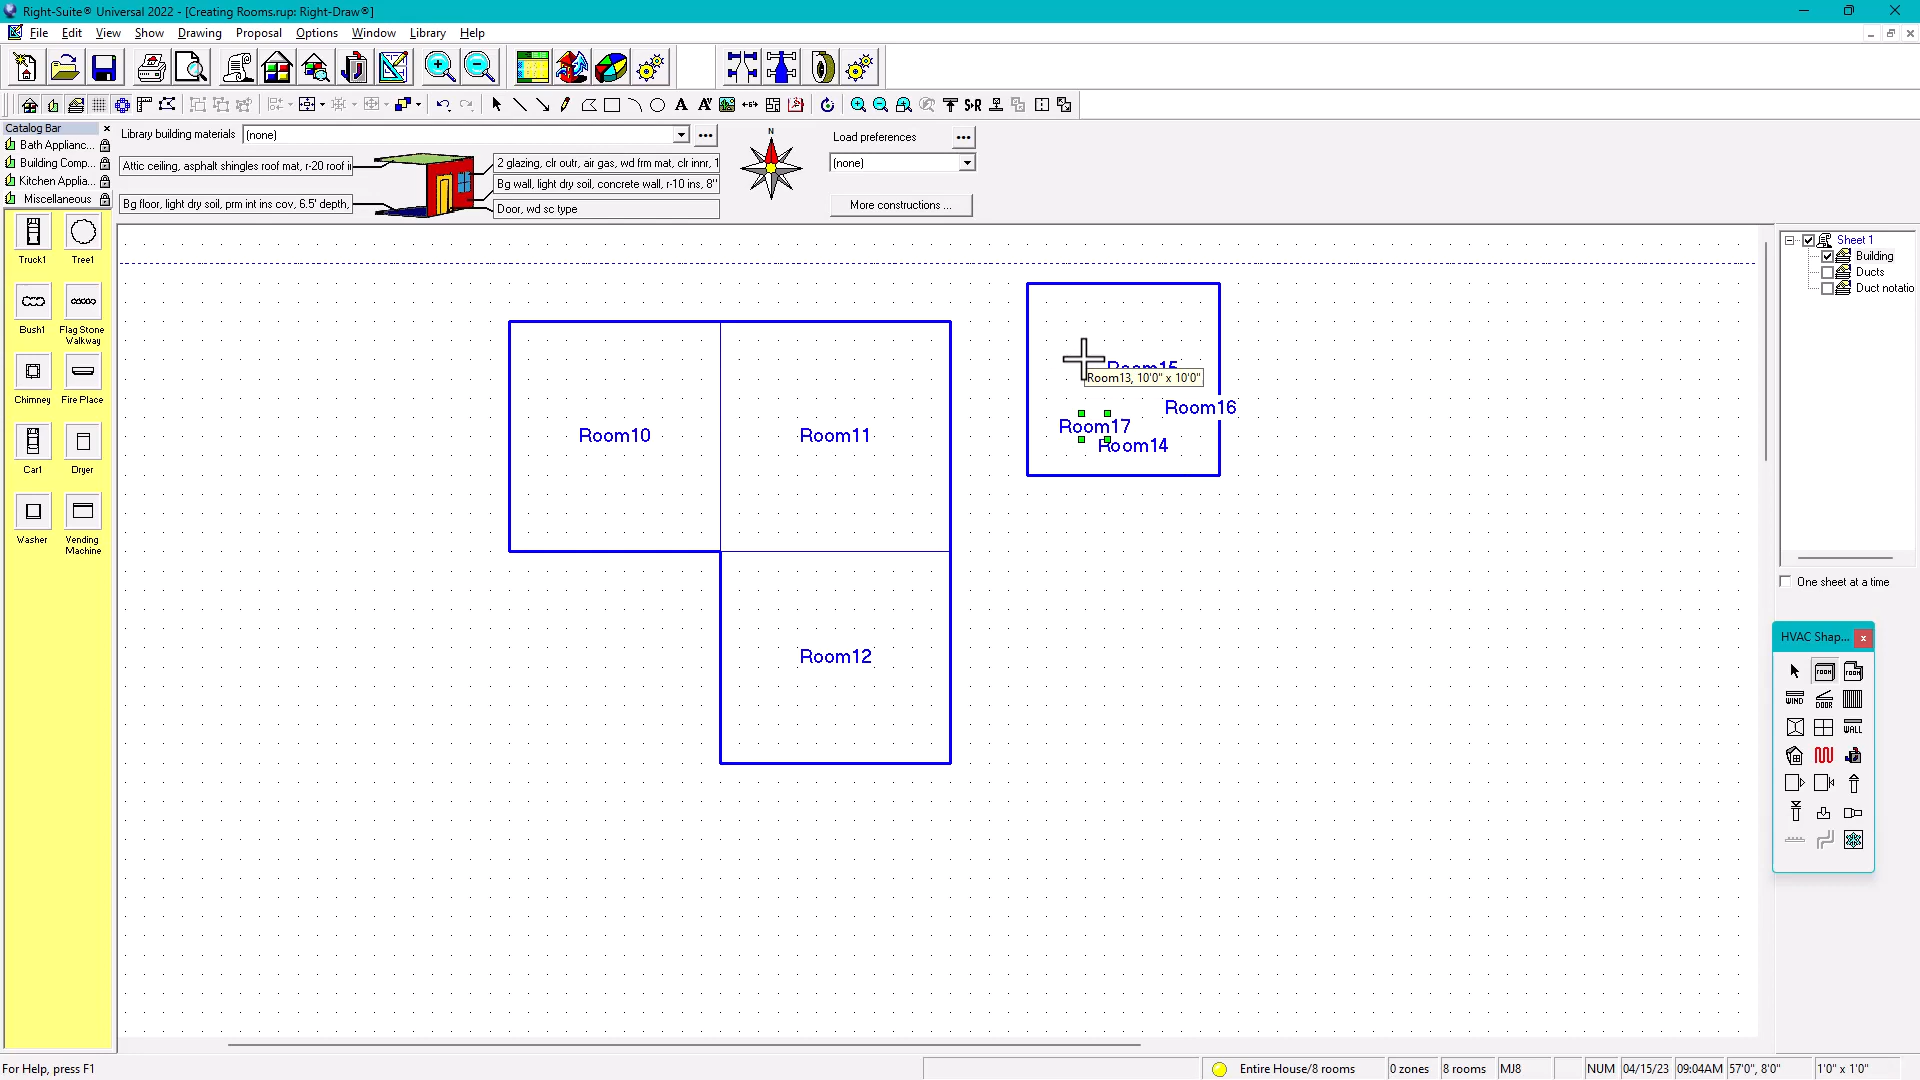 Right-Suite® Universal 2022 - [Creating Rooms.rup: Right-Draw®]
File Edit View Show Drawing Proposal Options Window Library Help
A A S•R
Catalog Bar
Bath Applianc...
Building Comp...
Kitchen Applia...
Miscellaneous
Library building materials (none)
Attic ceiling, asphalt shingles roof mat, r-20 roof i
Bg floor, light dry soil, prm int ins cov, 6.5' depth,
2 glazing, clr outr, air gas, wd frm mat, clr innr, 1
Bg wall, light dry soil, concrete wall, r-10 ins, 8"
Door, wd sc type
N
Load preferences
(none)
More constructions ...
Truck1 Tree1
Bush1 Flag Stone
Walkway
Chimney Fire Place
Car1 Dryer
Washer Vending
Machine
Room10
Room11
Room12
Room15
Room13, 10'0" x 10'0"
Room16
Room17
Room14
Sheet 1
Building
Ducts
Duct notatio
One sheet at a time
HVAC Shap... x
ROOM ROOM
WIND DOOR
WALL
For Help, press F1
Entire House/8 rooms
0 zones
8 rooms
MJ8
NUM
04/15/23
09:04AM
57'0", 8'0"
1'0" x 1'0"